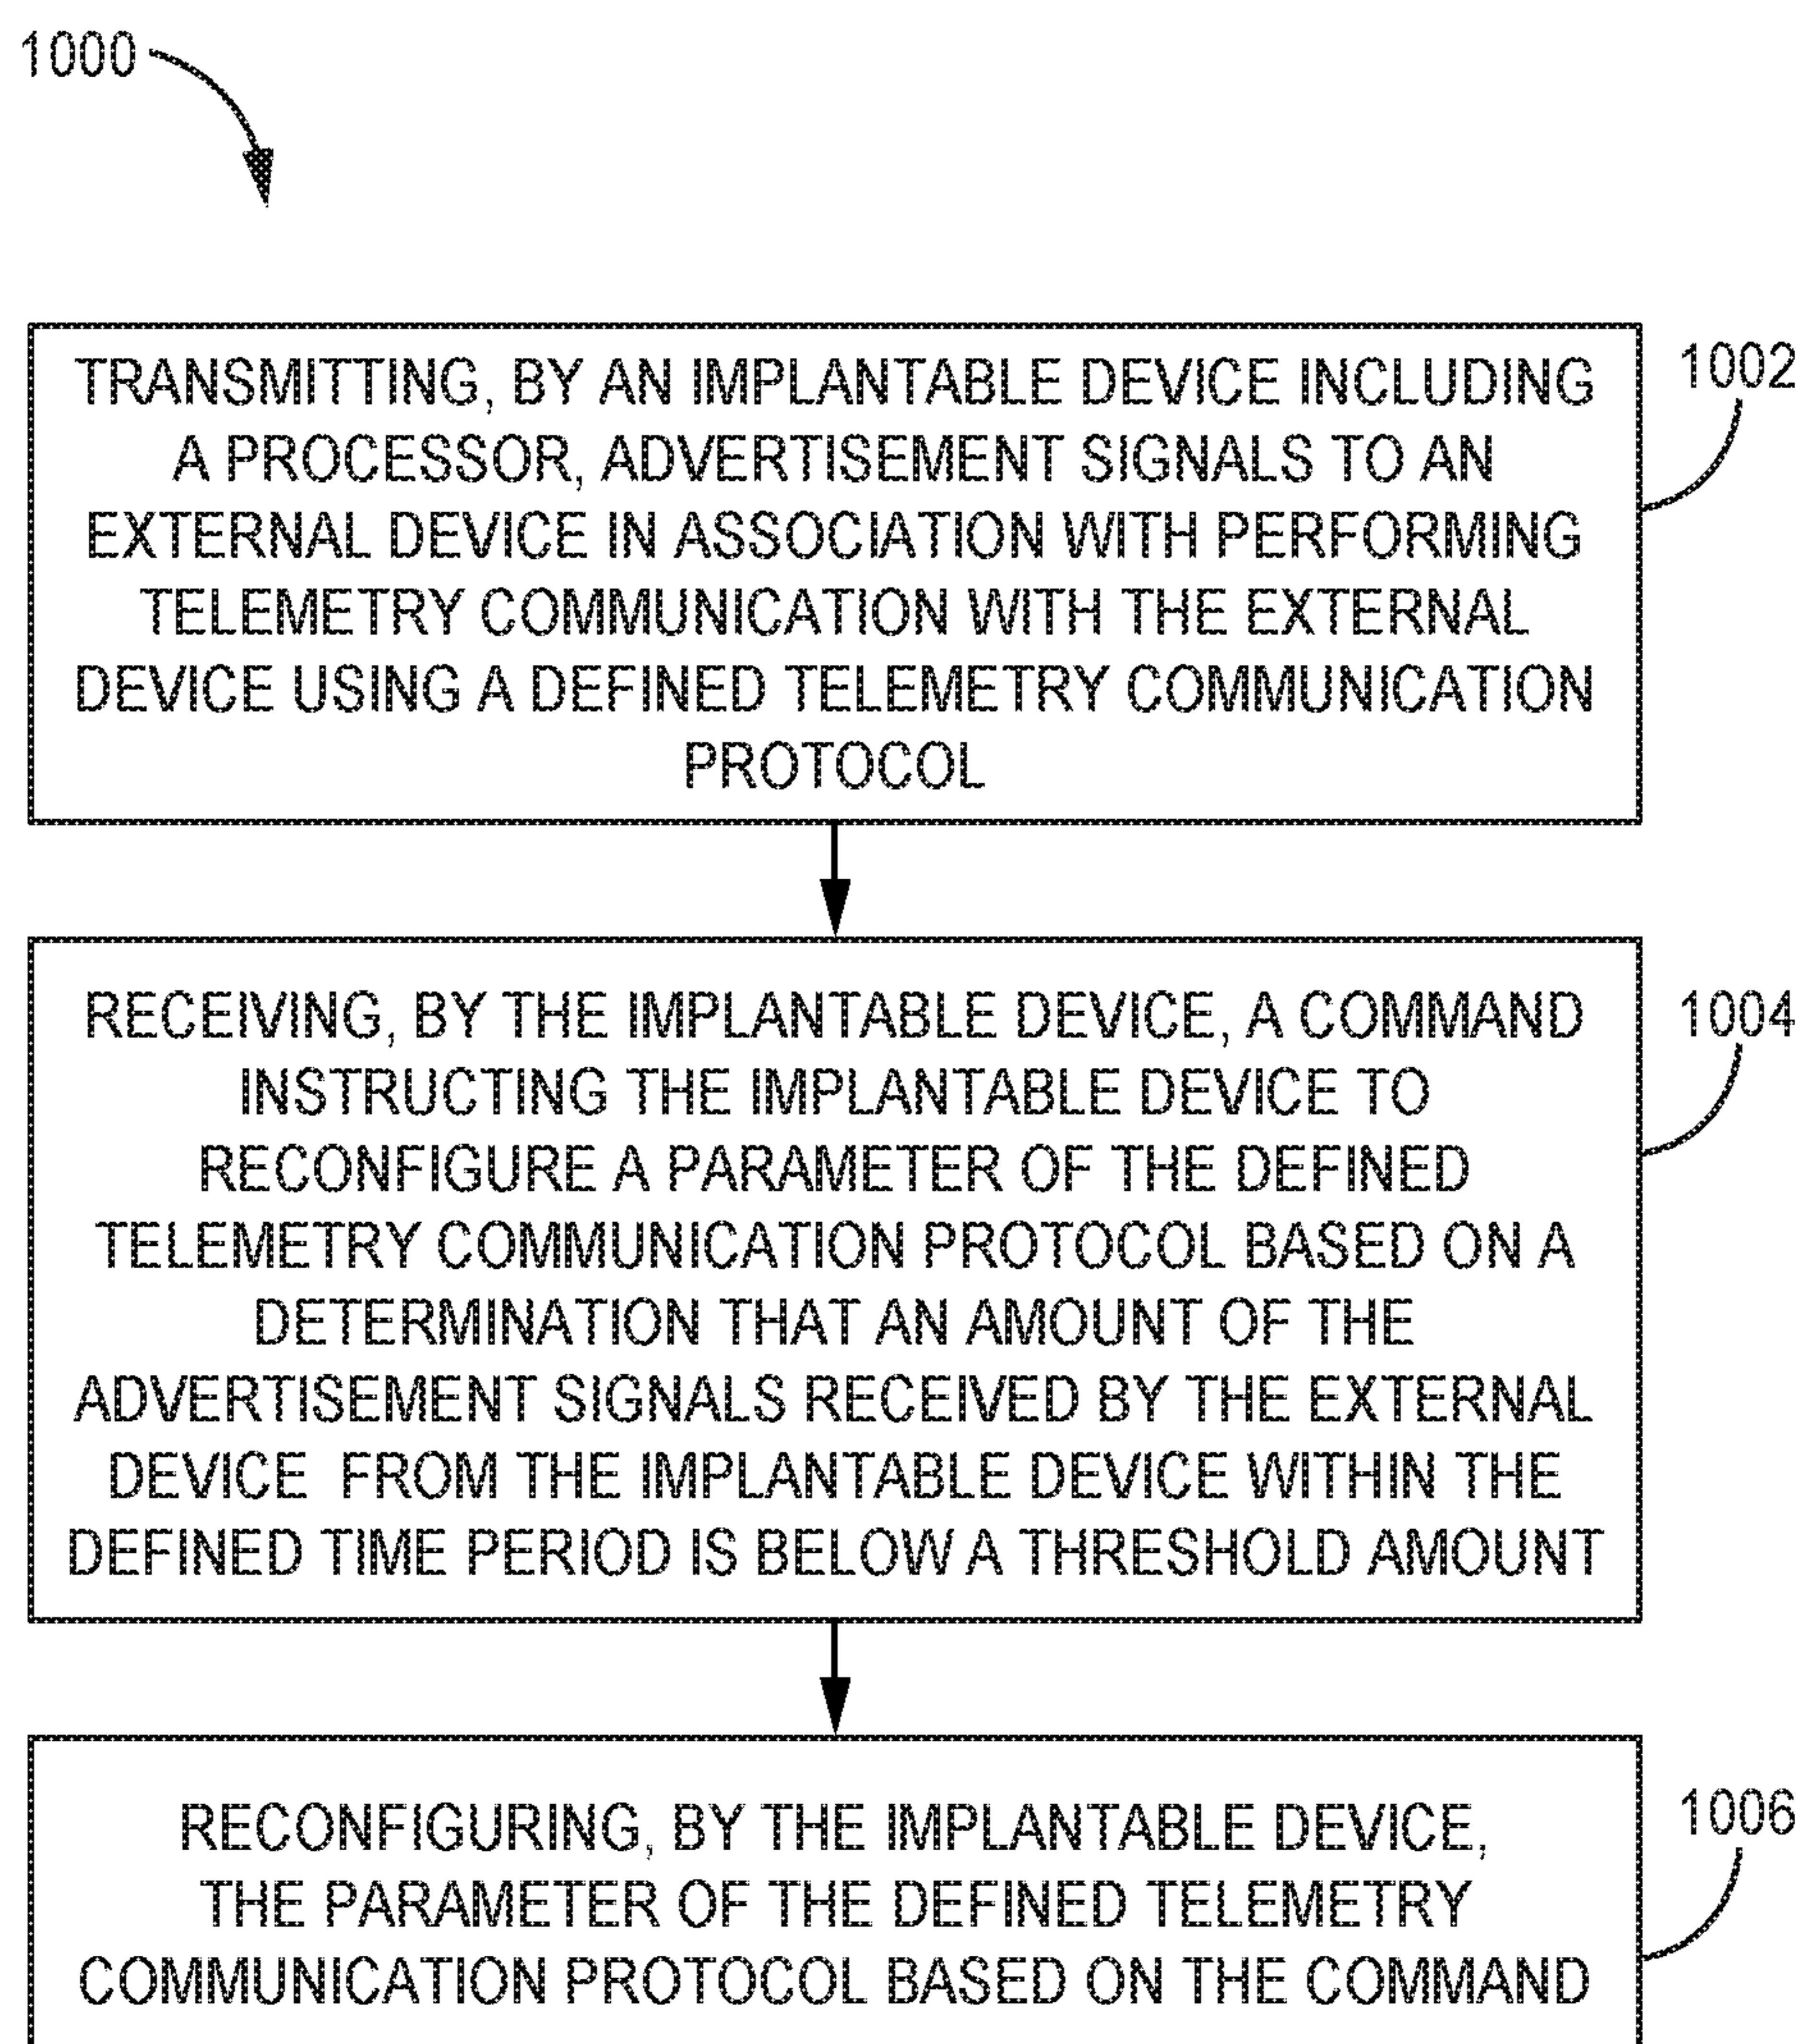 1000
TRANSMITTING, BY AN IMPLANTABLE DEVICE INCLUDING
A PROCESSOR, ADVERTISEMENT SIGNALS TO AN
EXTERNAL DEVICE IN ASSOCIATION WITH PERFORMING
TELEMETRY COMMUNICATION WITH THE EXTERNAL
DEVICE USING A DEFINED TELEMETRY COMMUNICATION
PROTOCOL
1002
RECEIVING, BY THE IMPLANTABLE DEVICE, A COMMAND
INSTRUCTING THE IMPLANTABLE DEVICE TO
RECONFIGURE A PARAMETER OF THE DEFINED
TELEMETRY COMMUNICATION PROTOCOL BASED ON A
DETERMINATION THAT AN AMOUNT OF THE
ADVERTISEMENT SIGNALS RECEIVED BY THE EXTERNAL
DEVICE FROM THE IMPLANTABLE DEVICE WITHIN THE
DEFINED TIME PERIOD IS BELOW A THRESHOLD AMOUNT
1004
RECONFIGURING, BY THE IMPLANTABLE DEVICE,
THE PARAMETER OF THE DEFINED TELEMETRY
COMMUNICATION PROTOCOL BASED ON THE COMMAND
1006